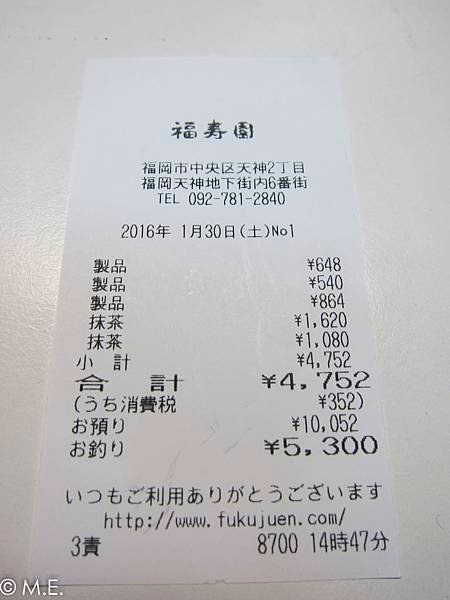 福寿園
福岡市中央区天神2丁目
福岡天神地下街内6番街
TEL 092-781-2840
2016年 1月30日(土)No1
製品 ¥648
製品 ¥540
製品 ¥864
抹茶 ¥1,620
抹茶 ¥1,080
小 計 ¥4,752
合 計 ¥4,752
(うち消費税 ¥352)
お預り ¥10,052
お釣り ¥5,300
いつもご利用ありがとうございます
http://www.fukujuen.com/
3責 8700 14時47分
© M.E.